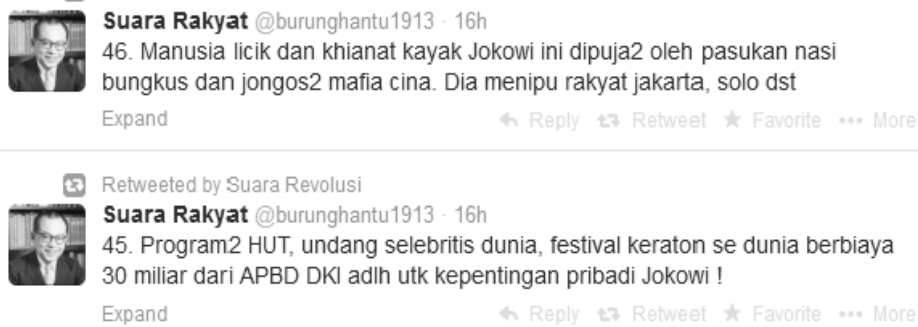 Suara Rakyat @burunghantu1913 · 16h
46. Manusia licik dan khianat kayak Jokowi ini dipuja2 oleh pasukan nasi
bungkus dan jongos2 mafia cina. Dia menipu rakyat jakarta, solo dst
Expand Reply Retweet Favorite More
Retweeted by Suara Revolusi
Suara Rakyat @burunghantu1913 · 16h
45. Program2 HUT, undang selebritis dunia, festival keraton se dunia berbiaya
30 miliar dari APBD DKI adlh utk kepentingan pribadi Jokowi !
Expand Reply Retweet Favorite More